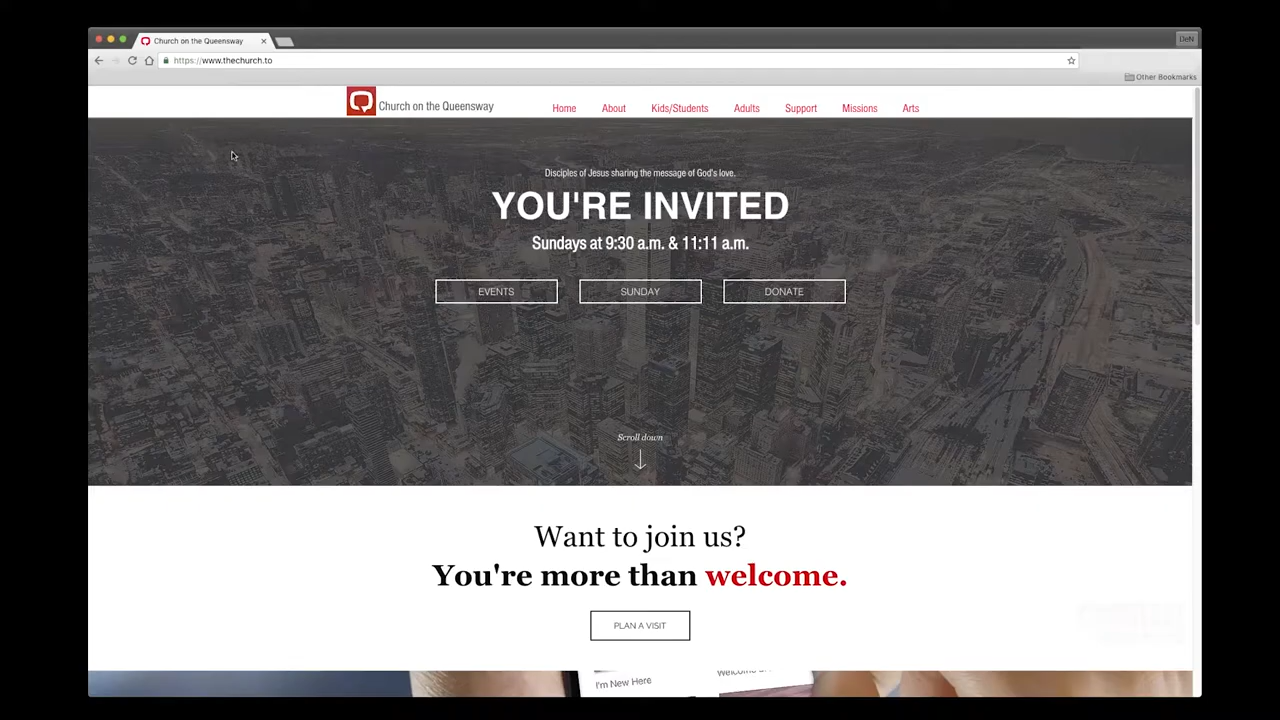 Church on the Queensway
DeN
https://www.thechurch.to
Other Bookmarks
Church on the Queensway
Home
About
Kids/Students
Adults
Support
Missions
Arts
Disciples of Jesus sharing the message of God's love.
YOU'RE INVITED
Sundays at 9:30 a.m. & 11:11 a.m.
EVENTS
SUNDAY
DONATE
Scroll down
Want to join us?
You're more than welcome.
PLAN A VISIT
I'm New Here